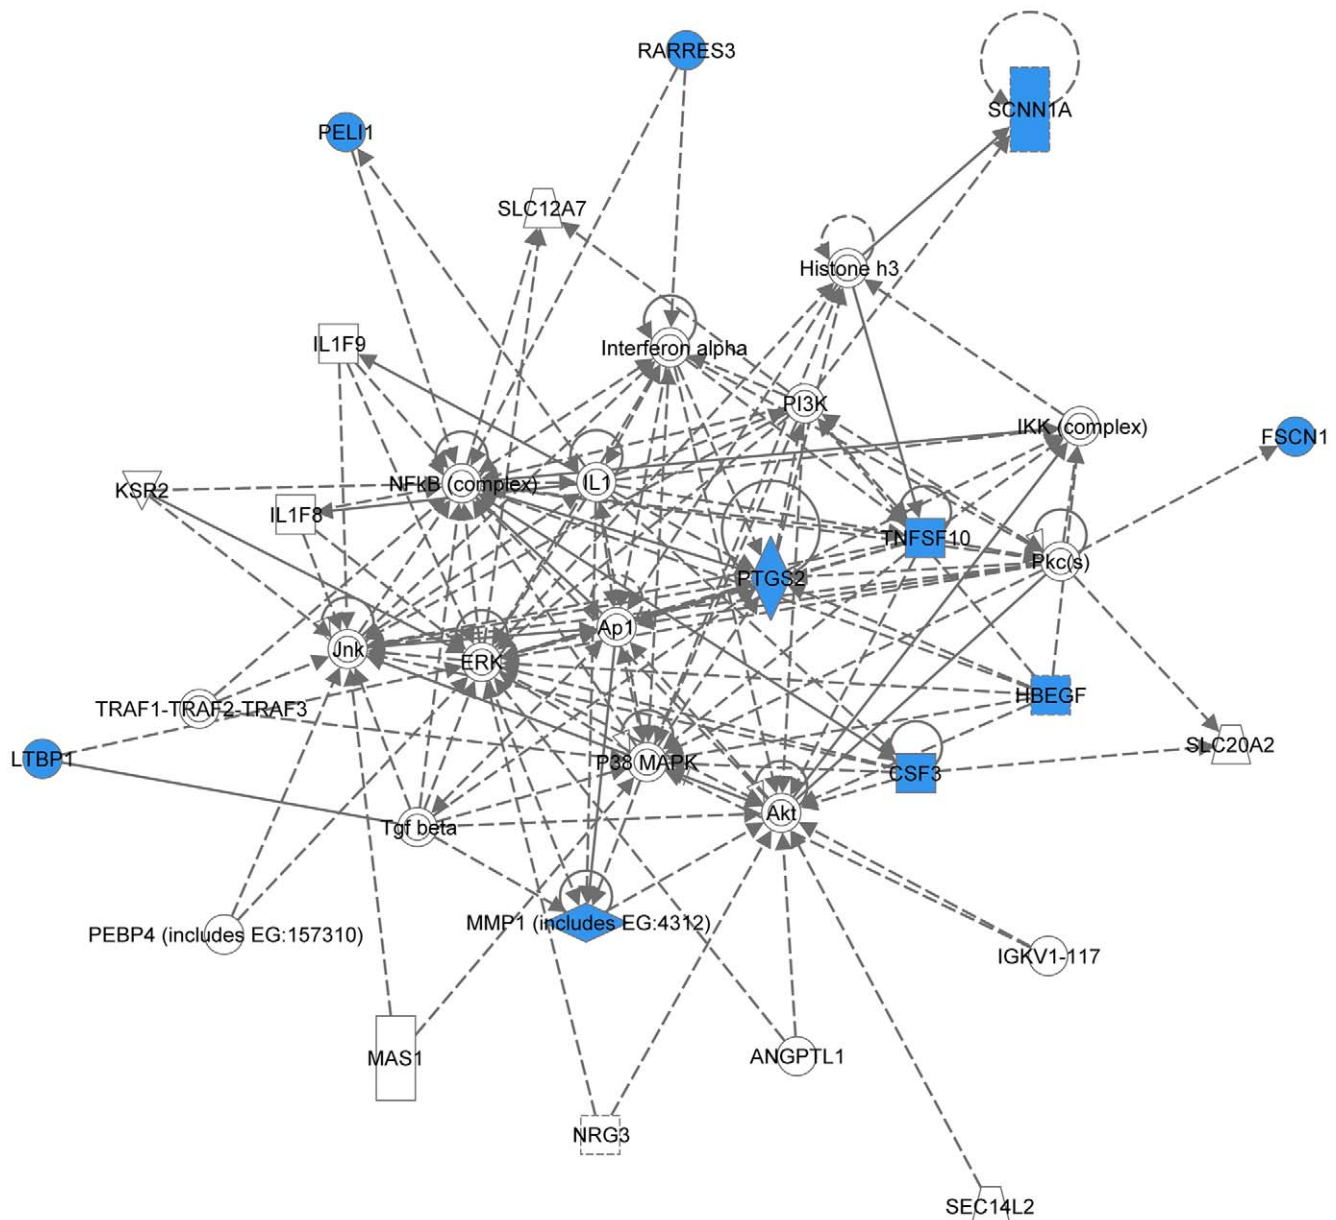 RARRES3
SCNN1A
PELI1
SLC12A7
Histone h3
IL1F9
Interferon alpha
PI3K
IKK (complex)
FSCN1
KSR2
NFkB (complex)
IL1
IL1F8
TNFSF10
Pkc(s)
PTGS2
Ap1
Jnk
ERK
HBEGF
TRAF1-TRAF2-TRAF3
SLC20A2
LTBP1
P38 MAPK
CSF3
Akt
Tgf beta
MMP1 (includes EG:4312)
PEBP4 (includes EG:157310)
IGKV1-117
MAS1
ANGPTL1
NRG3
SEC14L2